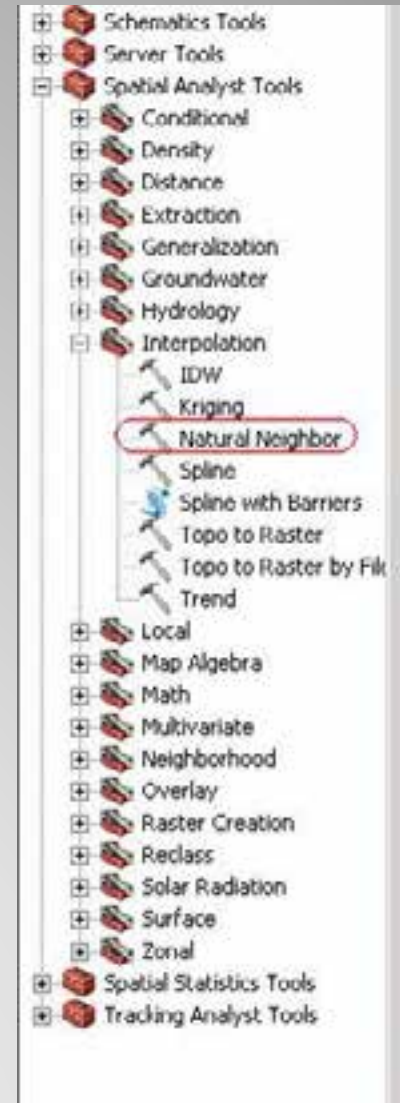 Schematics Tools
Server Tools
Spatial Analyst Tools
Conditional
Density
Distance
Extraction
Generalization
Groundwater
Hydrology
Interpolation
IDW
Kriging
Natural Neighbor
Spline
Spline with Barriers
Topo to Raster
Topo to Raster by File
Trend
Local
Map Algebra
Math
Multivariate
Neighborhood
Overlay
Raster Creation
Reclass
Solar Radiation
Surface
Zonal
Spatial Statistics Tools
Tracking Analyst Tools